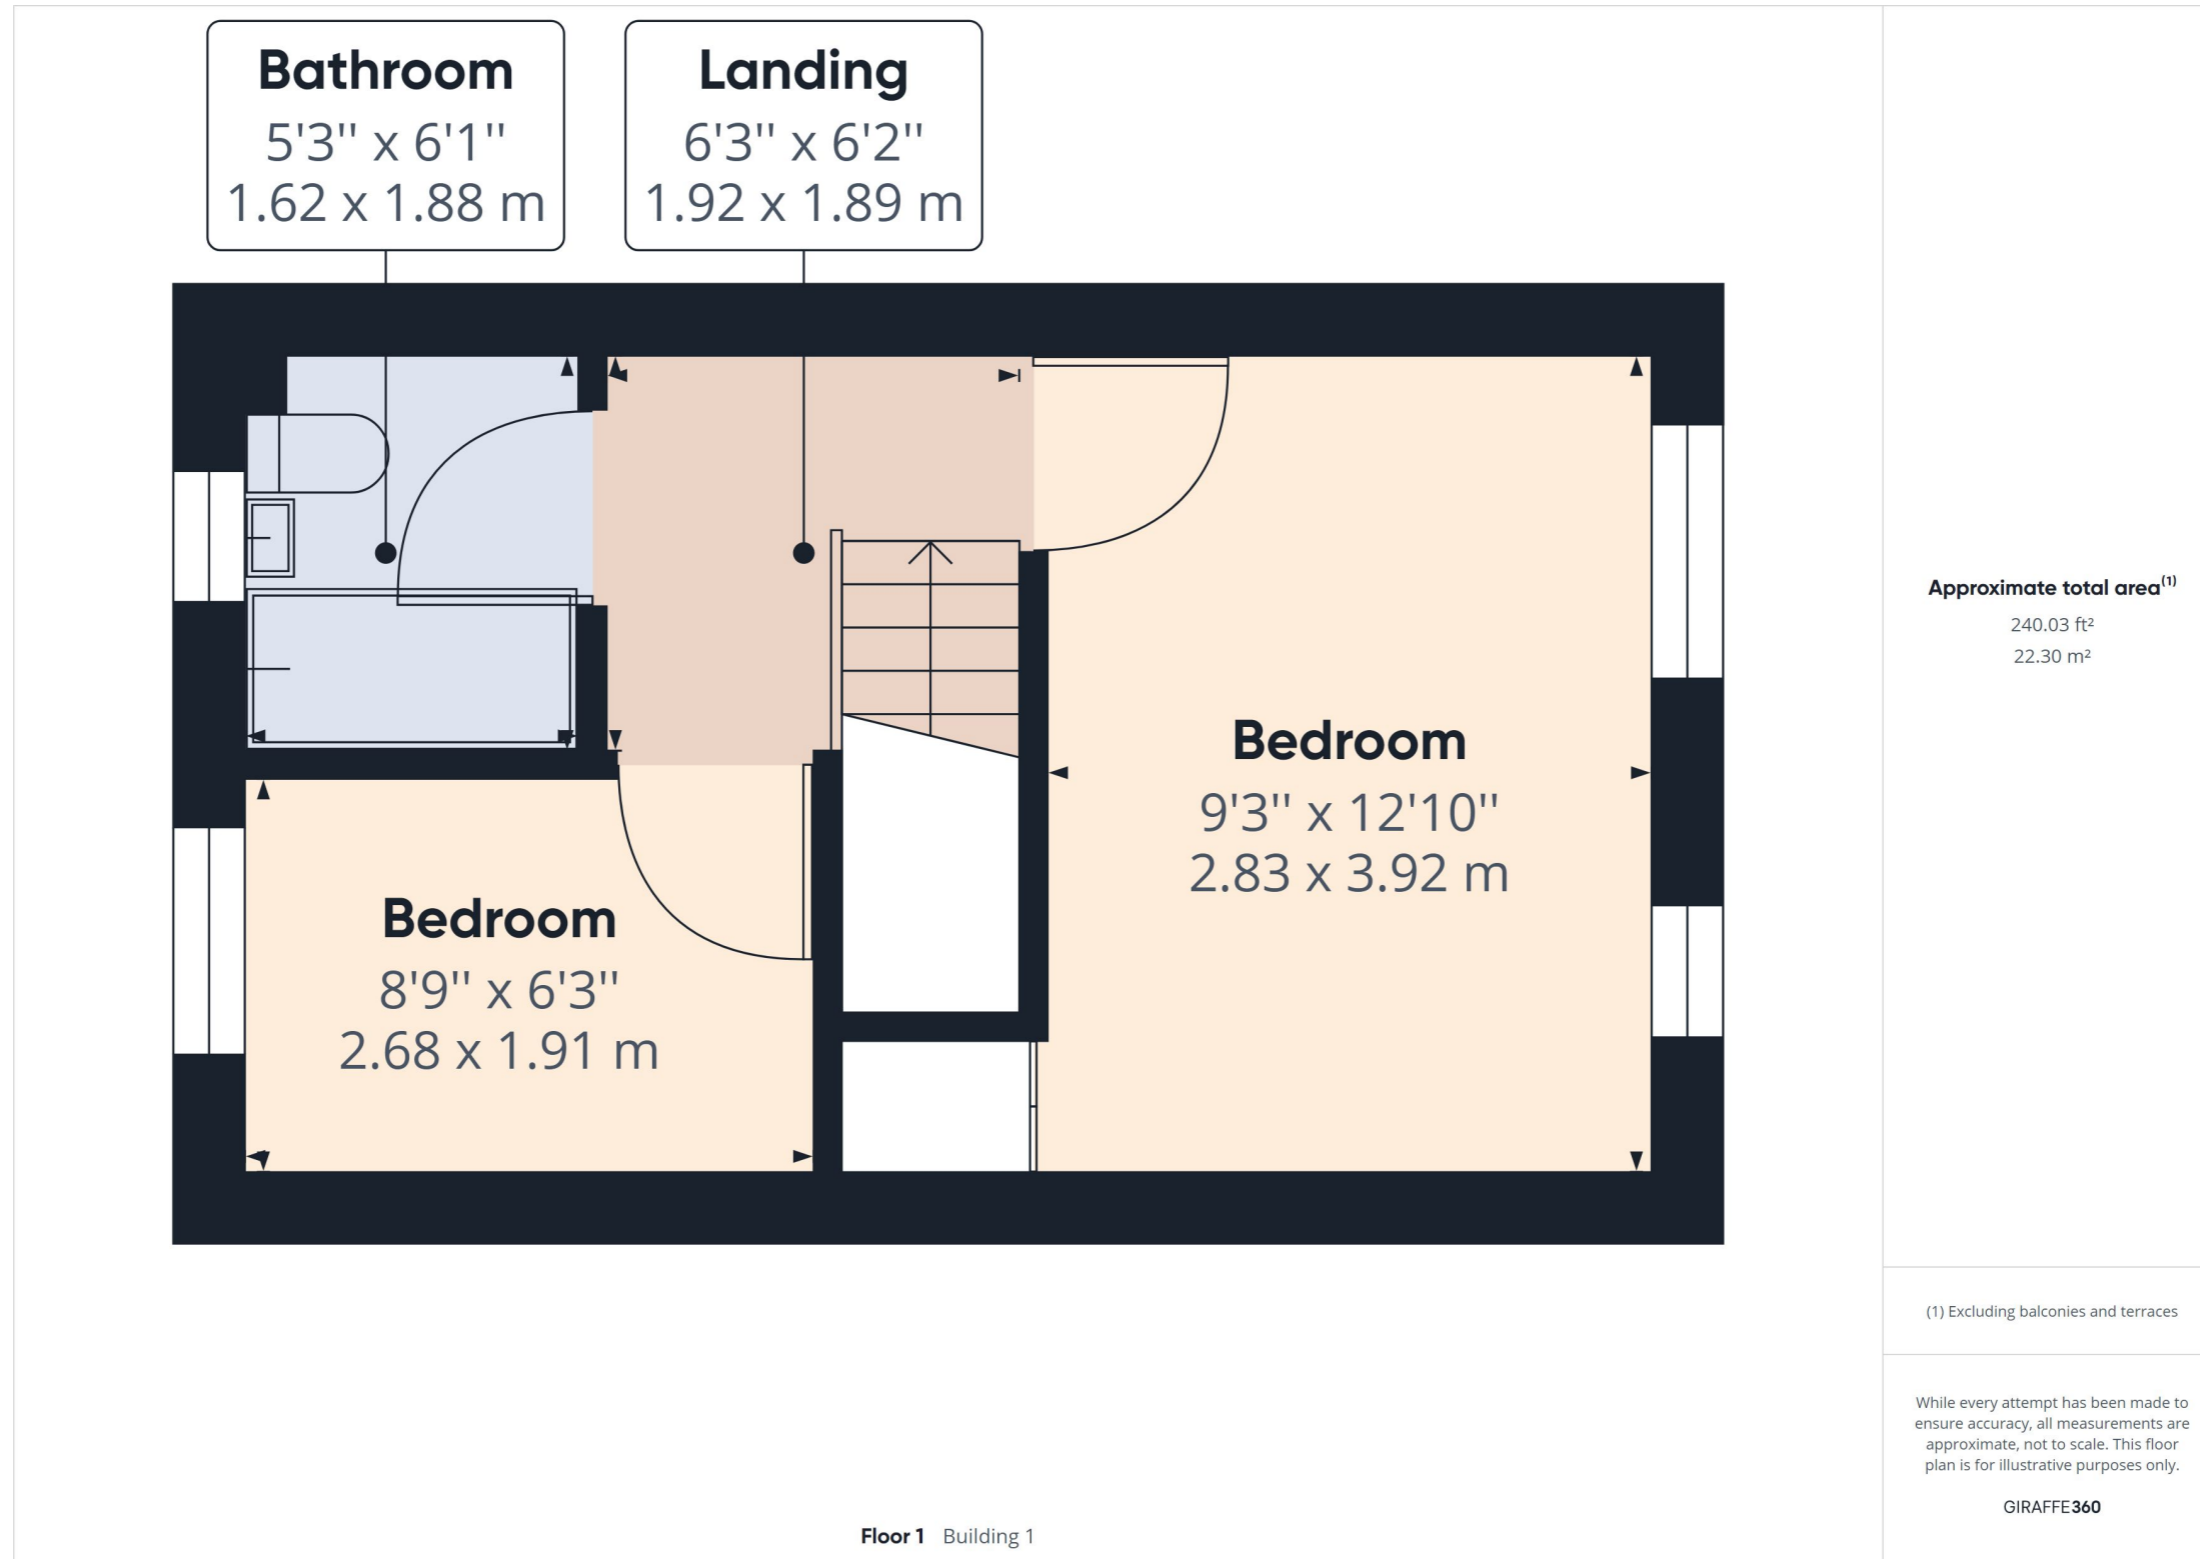 Bathroom
5'3'' x 6'1''
1.62 x 1.88 m
Landing
6'3'' x 6'2''
1.92 x 1.89 m
Bedroom
9'3'' x 12'10''
2.83 x 3.92 m
Bedroom
8'9'' x 6'3''
2.68 x 1.91 m
Floor 1 Building 1
Approximate total area(1)
240.03 ft²
22.30 m²
(1) Excluding balconies and terraces
While every attempt has been made to
ensure accuracy, all measurements are
approximate, not to scale. This floor
plan is for illustrative purposes only.
GIRAFFE360